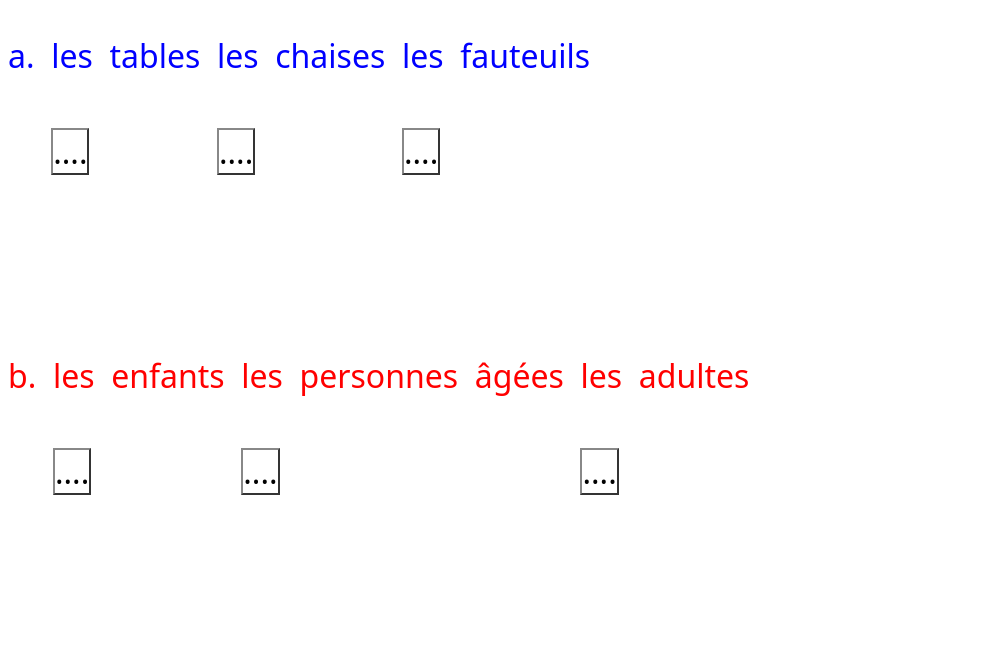 a. les tables les chaises les fauteuils
.... .... ....
b. les enfants les personnes âgées les adultes
.... .... ....